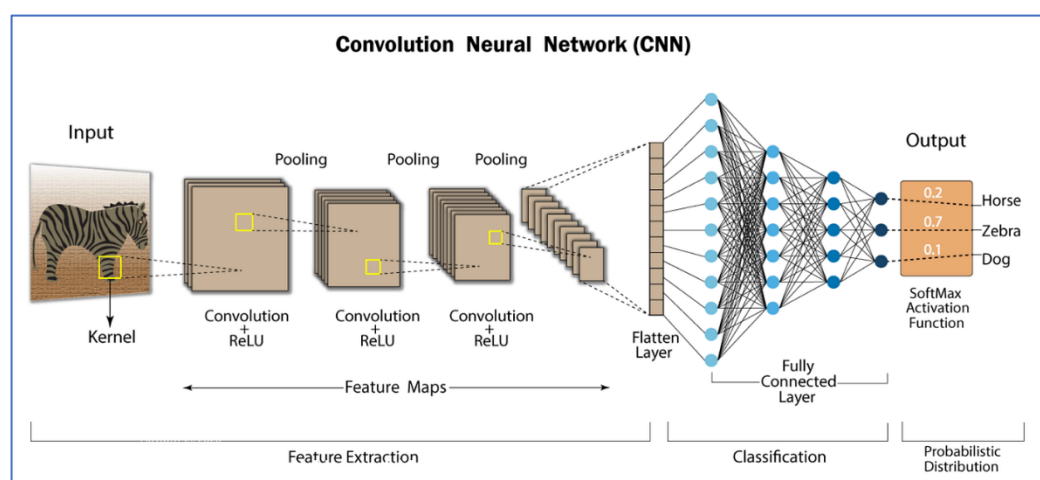 Convolution Neural Network (CNN)
Input
Output
Pooling
Pooling
Pooling
Kernel
Convolution
+
ReLU
Convolution
+
ReLU
Convolution
+
ReLU
Flatten
Layer
0.2
0.7
0.1
Horse
Zebra
Dog
SoftMax
Activation
Function
Feature Maps
Fully
Connected
Layer
Feature Extraction
Classification
Probabilistic
Distribution